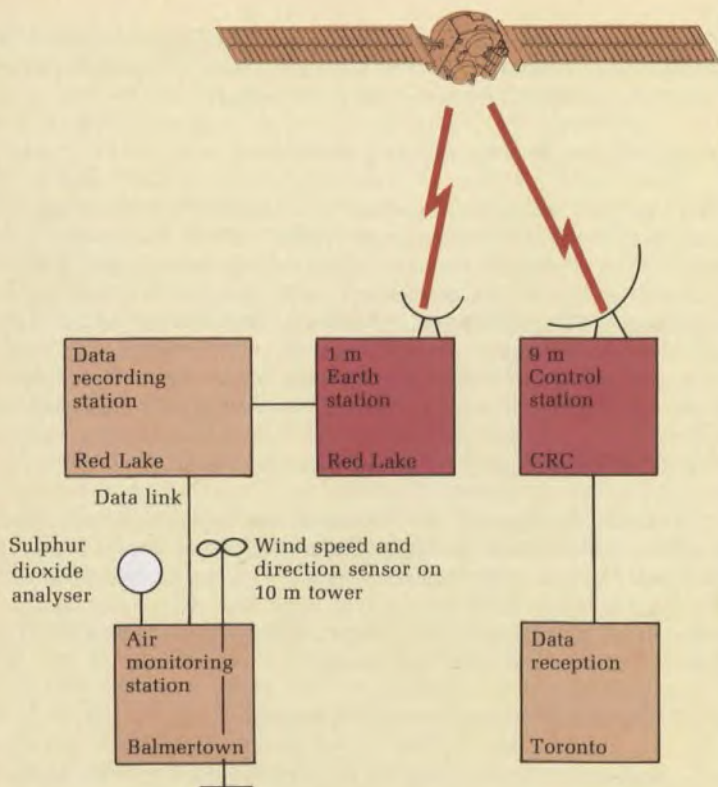 Data
recording
station
Red Lake
1 m
Earth
station
Red Lake
9 m
Control
station
CRC
Data link
Sulphur
dioxide
analyser
Wind speed and
direction sensor on
10 m tower
Air
monitoring
station
Balmertown
Data
reception
Toronto